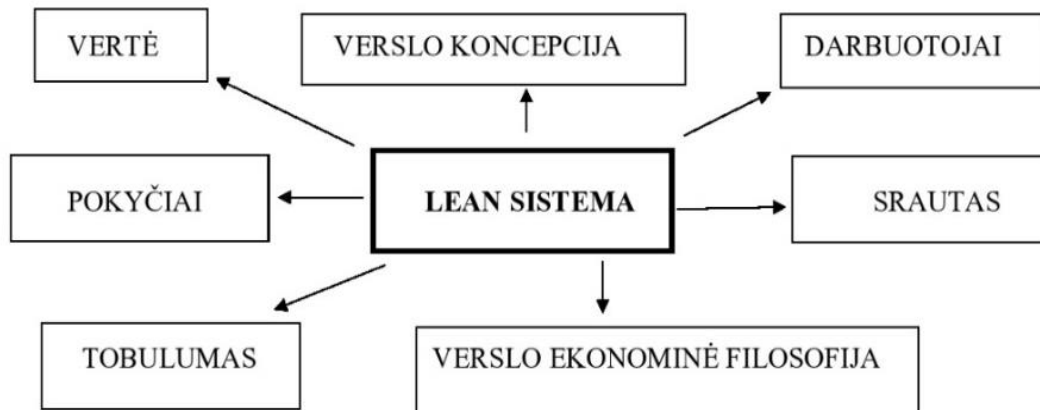 VERTĖ
VERSLO KONCEPCIJA
DARBUOTOJAI
POKYČIAI
LEAN SISTEMA
SRAUTAS
TOBULUMAS
VERSLO EKONOMINĖ FILOSOFIJA